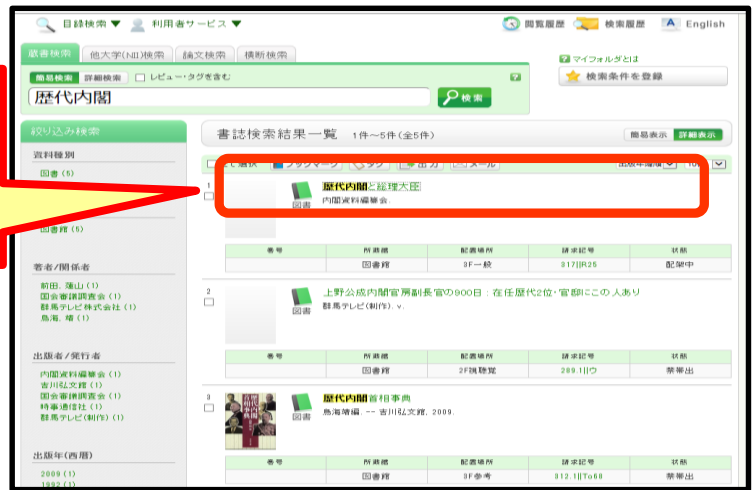 目録検索▼ 利用者サービス▼ 閲覧履歴 検索履歴 A English
蔵書検索 他大学(NII)検索 論文検索 横断検索
? マイフォルダとは
簡易検索 詳細検索 レビュー・タグを含む ?
検索条件を登録
歴代内閣 検索
絞り込み検索
書誌検索結果一覧 1件～5件(全5件) 簡易表示 詳細表示
資料種別
図書 (5)
1 図書 歴代内閣と総理大臣
内閣資料編纂会.
図書館 (5)
番号 所蔵館 配置場所 請求記号 状態
図書館 3F一般 317||R25 配架中
著者/関係者
前田, 蓮山 (1)
国会審議調査会 (1)
群馬テレビ株式会社 (1)
鳥海, 靖 (1)
2 図書 上野公成内閣官房副長官の900日 : 在任歴代2位・官邸にこの人あり
群馬テレビ(制作). v.
番号 所蔵館 配置場所 請求記号 状態
図書館 2F視聴覚 289.1||ウ 禁帯出
出版者/発行者
内閣資料編纂会 (1)
吉川弘文館 (1)
国会審議調査会 (1)
時事通信社 (1)
群馬テレビ(制作) (1)
3 図書 歴代内閣首相事典
鳥海靖編. -- 吉川弘文館, 2009.
番号 所蔵館 配置場所 請求記号 状態
図書館 3F参考 312.1||To68 禁帯出
出版年(西暦)
2009 (1)
1992 (1)